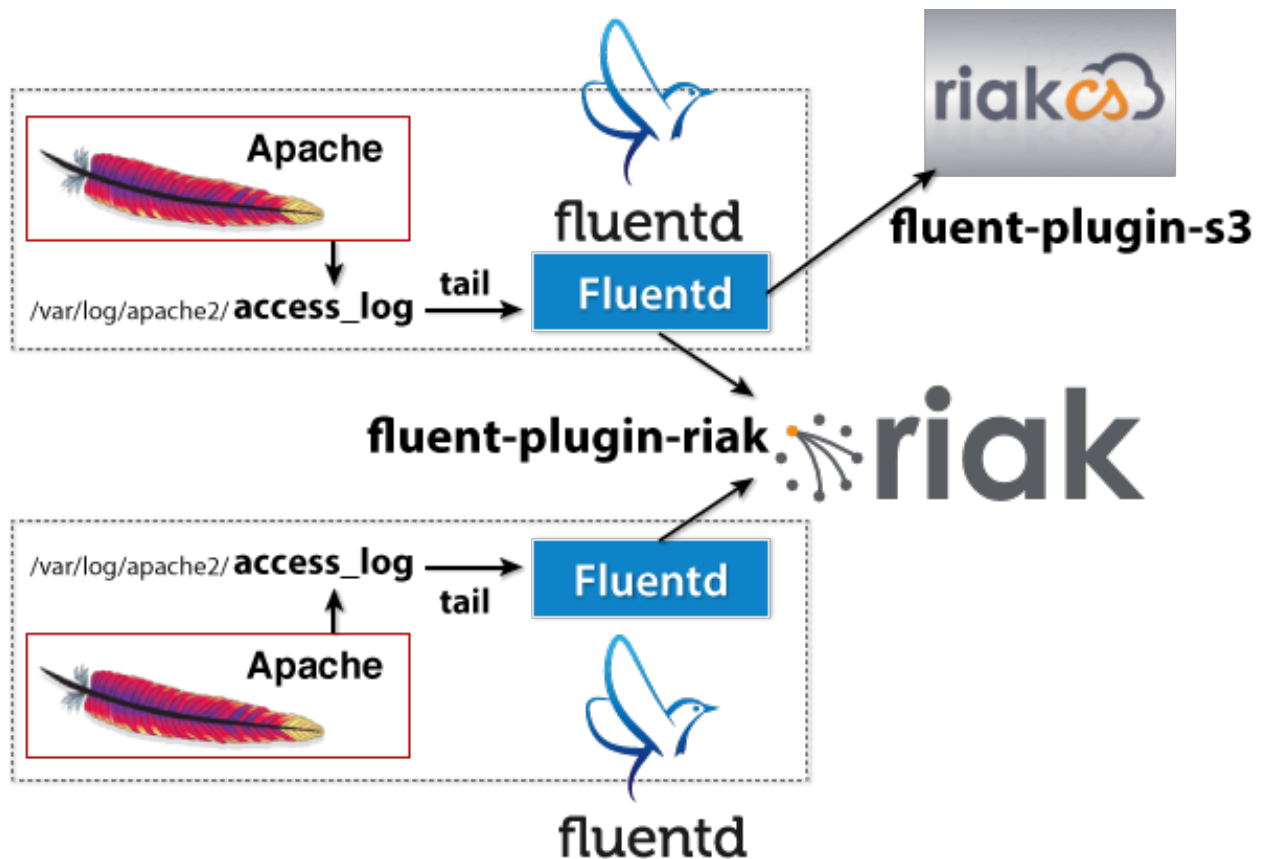 riakcs
Apache
fluentd
fluent-plugin-s3
/var/log/apache2/access_log
tail
Fluentd
fluent-plugin-riak
riak
/var/log/apache2/access_log
tail
Fluentd
Apache
fluentd